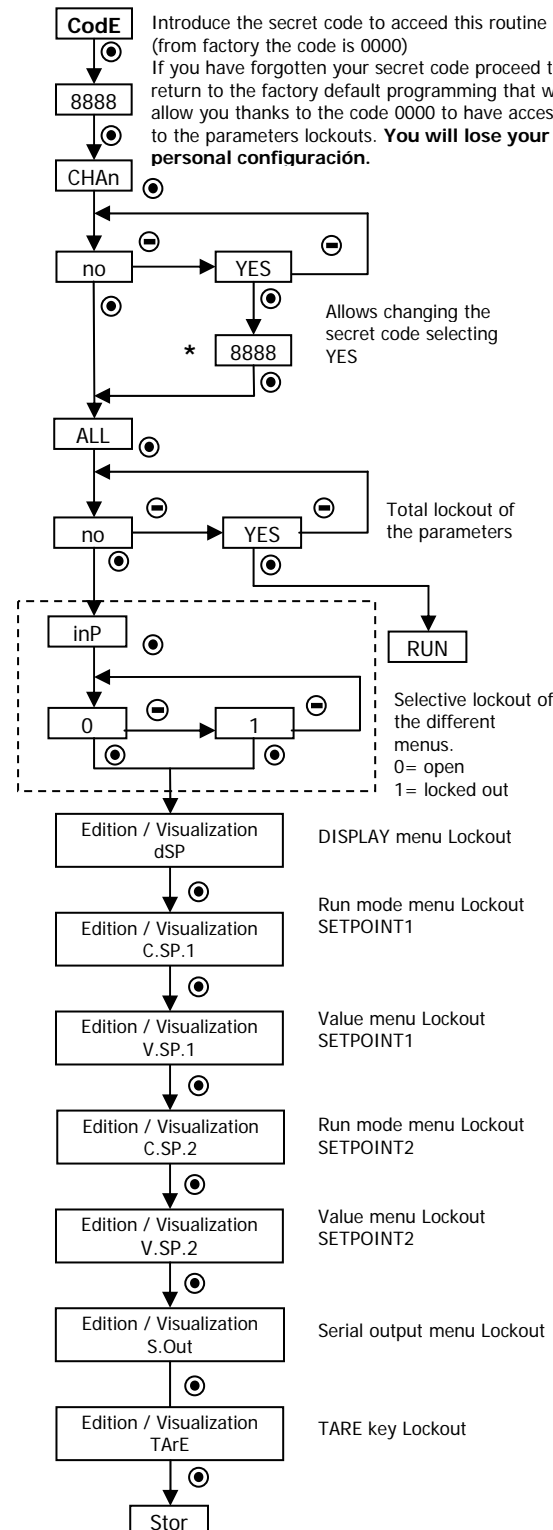 CodE
Introduce the secret code to acceed this routine
(from factory the code is 0000)
If you have forgotten your secret code proceed t
return to the factory default programming that w
allow you thanks to the code 0000 to have acces
to the parameters lockouts. You will lose your
personal configuración.
8888
CHAn
no
YES
Allows changing the
secret code selecting
YES
* 8888
ALL
no
YES
Total lockout of
the parameters
RUN
inP
0
1
Selective lockout of
the different
menus.
0= open
1= locked out
Edition / Visualization
dSP
DISPLAY menu Lockout
Edition / Visualization
C.SP.1
Run mode menu Lockout
SETPOINT1
Edition / Visualization
V.SP.1
Value menu Lockout
SETPOINT1
Edition / Visualization
C.SP.2
Run mode menu Lockout
SETPOINT2
Edition / Visualization
V.SP.2
Value menu Lockout
SETPOINT2
Edition / Visualization
S.Out
Serial output menu Lockout
Edition / Visualization
TArE
TARE key Lockout
Stor